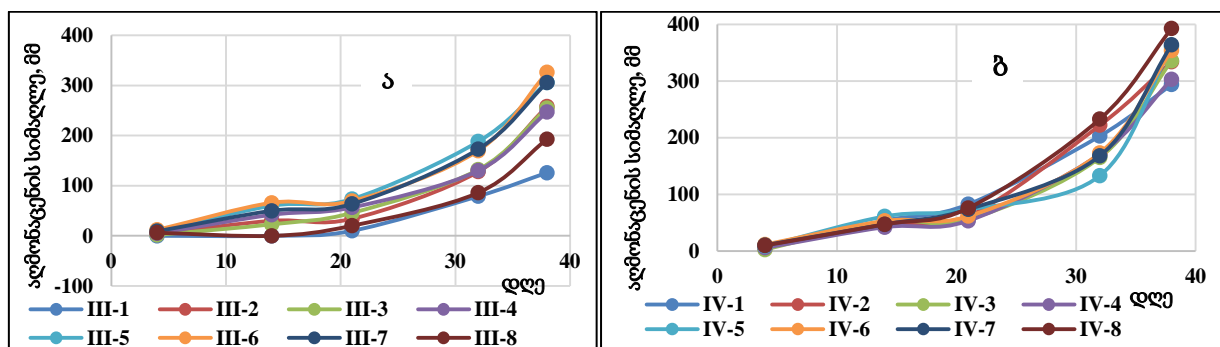 აღმონაცენის სიმაღლე, მმ
400
300
200
100
0
-100
ა
0
10
20
30
40
დღე
III-1
III-2
III-3
III-4
III-5
III-6
III-7
III-8
აღმონაცენის სიმაღლე, მმ
400
300
200
100
0
ბ
0
10
20
30
40
დღე
IV-1
IV-2
IV-3
IV-4
IV-5
IV-6
IV-7
IV-8